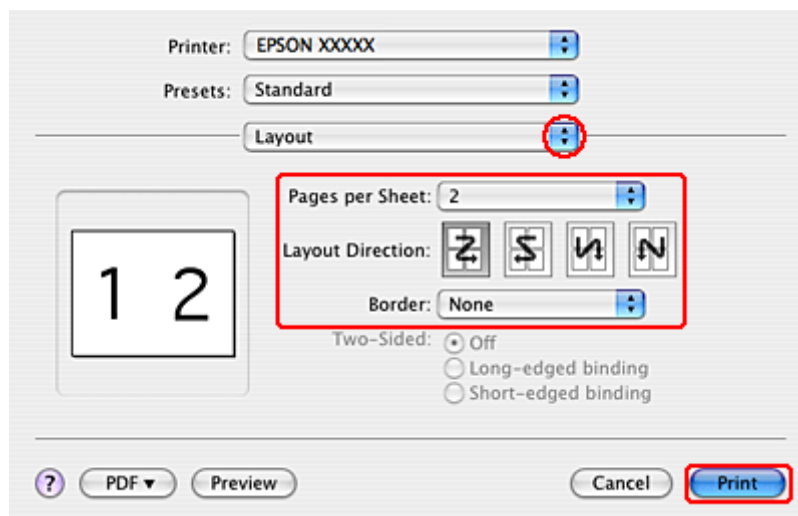 Printer: EPSON XXXXX
Presets: Standard
Layout
Pages per Sheet: 2
Layout Direction:
Border: None
1 2
Two-Sided: Off
Long-edged binding
Short-edged binding
? PDF ▼ Preview Cancel Print